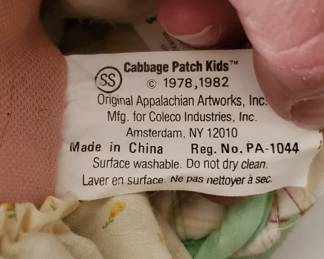 Cabbage Patch Kids™
SS © 1978,1982
Original Appalachian Artworks, Inc.
Mfg. for Coleco Industries, Inc.
Amsterdam, NY 12010
Made in China Reg. No. PA-1044
Surface washable. Do not dry clean.
Laver en surface. Ne pas nettoyer à sec.